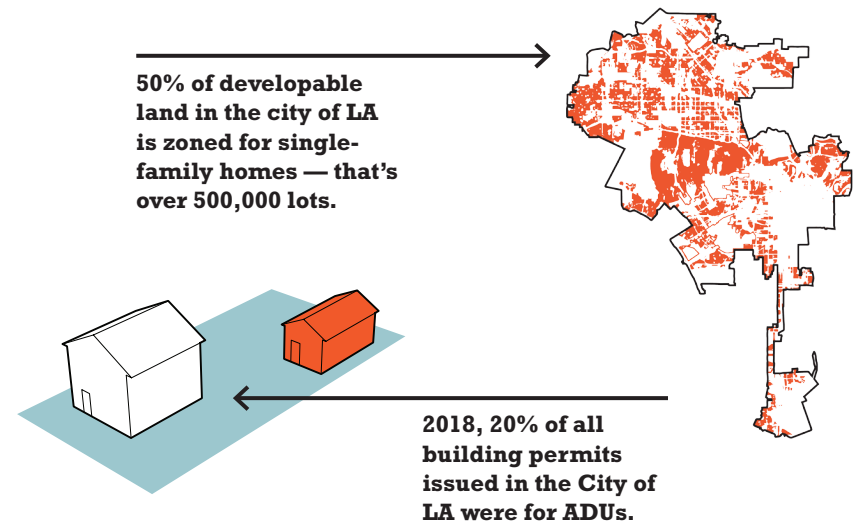 50% of developable
land in the city of LA
is zoned for single-
family homes — that's
over 500,000 lots.
2018, 20% of all
building permits
issued in the City of
LA were for ADUs.